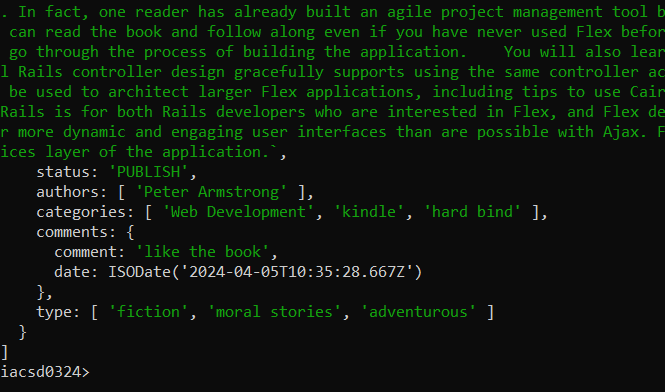 . In fact, one reader has already built an agile project management tool b
can read the book and follow along even if you have never used Flex befor
go through the process of building the application.    You will also lear
l Rails controller design gracefully supports using the same controller ac
be used to architect larger Flex applications, including tips to use Cair
Rails is for both Rails developers who are interested in Flex, and Flex de
r more dynamic and engaging user interfaces than are possible with Ajax. F
ices layer of the application.`,
status: 'PUBLISH',
authors: [ 'Peter Armstrong' ],
categories: [ 'Web Development', 'kindle', 'hard bind' ],
comments: {
comment: 'like the book',
date: ISODate('2024-04-05T10:35:28.667Z')
},
type: [ 'fiction', 'moral stories', 'adventurous' ]
}
]
iacsd0324>